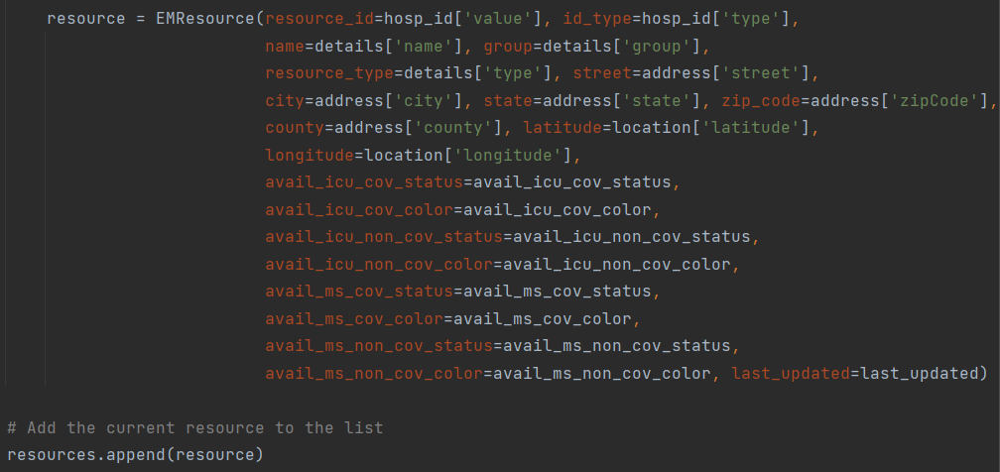 resource = EMResource(resource_id=hosp_id['value'], id_type=hosp_id['type'],
name=details['name'], group=details['group'],
resource_type=details['type'], street=address['street'],
city=address['city'], state=address['state'], zip_code=address['zipCode'],
county=address['county'], latitude=location['latitude'],
longitude=location['longitude'],
avail_icu_cov_status=avail_icu_cov_status,
avail_icu_cov_color=avail_icu_cov_color,
avail_icu_non_cov_status=avail_icu_non_cov_status,
avail_icu_non_cov_color=avail_icu_non_cov_color,
avail_ms_cov_status=avail_ms_cov_status,
avail_ms_cov_color=avail_ms_cov_color,
avail_ms_non_cov_status=avail_ms_non_cov_status,
avail_ms_non_cov_color=avail_ms_non_cov_color, last_updated=last_updated)
# Add the current resource to the list
resources.append(resource)